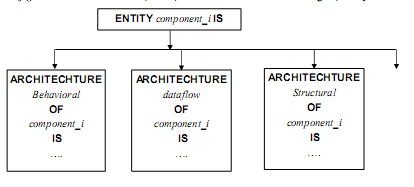 ENTITY component_i IS
ARCHITECHTURE
Behavioral
OF
component_i
IS
....
ARCHITECHTURE
dataflow
OF
component_i
IS
....
ARCHITECHTURE
Structural
OF
component_i
IS
....